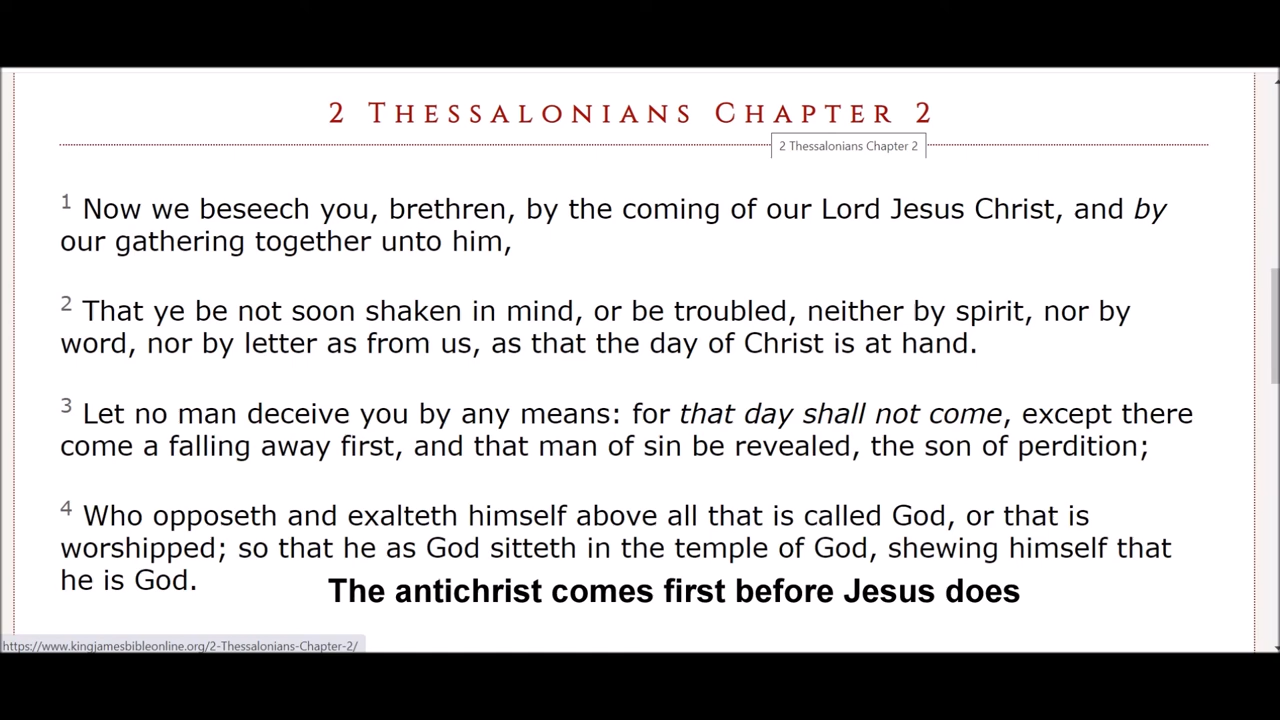 2 Thessalonians Chapter 2
2 Thessalonians Chapter 2
1 Now we beseech you, brethren, by the coming of our Lord Jesus Christ, and by
our gathering together unto him,
2 That ye be not soon shaken in mind, or be troubled, neither by spirit, nor by
word, nor by letter as from us, as that the day of Christ is at hand.
3 Let no man deceive you by any means: for that day shall not come, except there
come a falling away first, and that man of sin be revealed, the son of perdition;
4 Who opposeth and exalteth himself above all that is called God, or that is
worshipped; so that he as God sitteth in the temple of God, shewing himself that
he is God.
The antichrist comes first before Jesus does
https://www.kingjamesbibleonline.org/2-Thessalonians-Chapter-2/